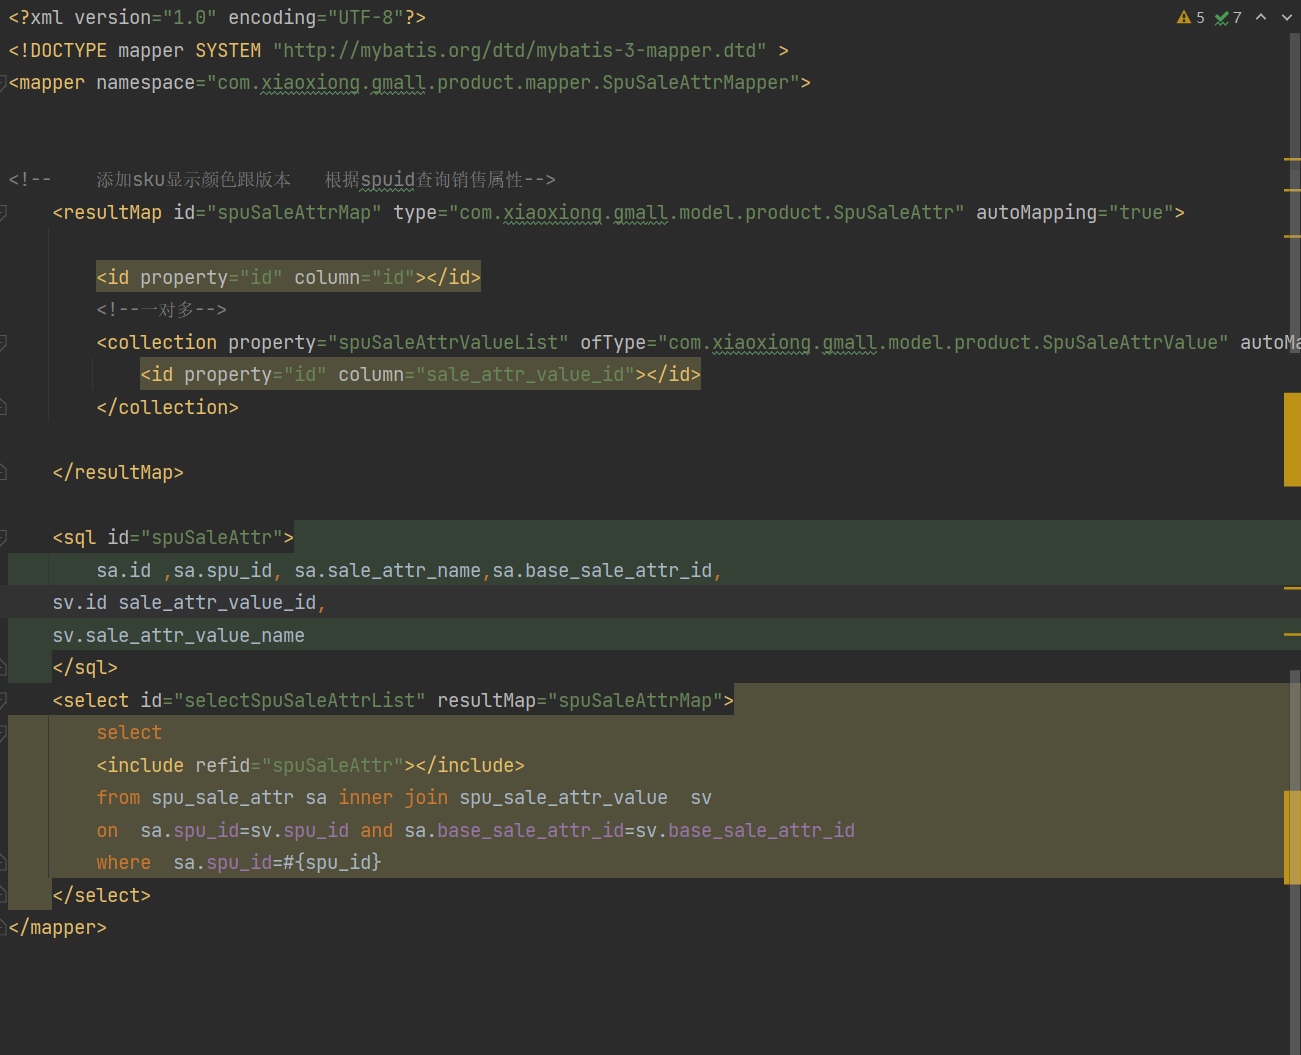 <?xml version="1.0" encoding="UTF-8"?>
5 7
<!DOCTYPE mapper SYSTEM "http://mybatis.org/dtd/mybatis-3-mapper.dtd" >
<mapper namespace="com.xiaoxiong.gmall.product.mapper.SpuSaleAttrMapper">
<!--    添加sku显示颜色跟版本   根据spuid查询销售属性-->
<resultMap id="spuSaleAttrMap" type="com.xiaoxiong.gmall.model.product.SpuSaleAttr" autoMapping="true">
<id property="id" column="id"></id>
<!--一对多-->
<collection property="spuSaleAttrValueList" ofType="com.xiaoxiong.gmall.model.product.SpuSaleAttrValue" autoMa
<id property="id" column="sale_attr_value_id"></id>
</collection>
</resultMap>
<sql id="spuSaleAttr">
sa.id ,sa.spu_id, sa.sale_attr_name,sa.base_sale_attr_id,
sv.id sale_attr_value_id,
sv.sale_attr_value_name
</sql>
<select id="selectSpuSaleAttrList" resultMap="spuSaleAttrMap">
select
<include refid="spuSaleAttr"></include>
from spu_sale_attr sa inner join spu_sale_attr_value  sv
on  sa.spu_id=sv.spu_id and sa.base_sale_attr_id=sv.base_sale_attr_id
where  sa.spu_id=#{spu_id}
</select>
</mapper>